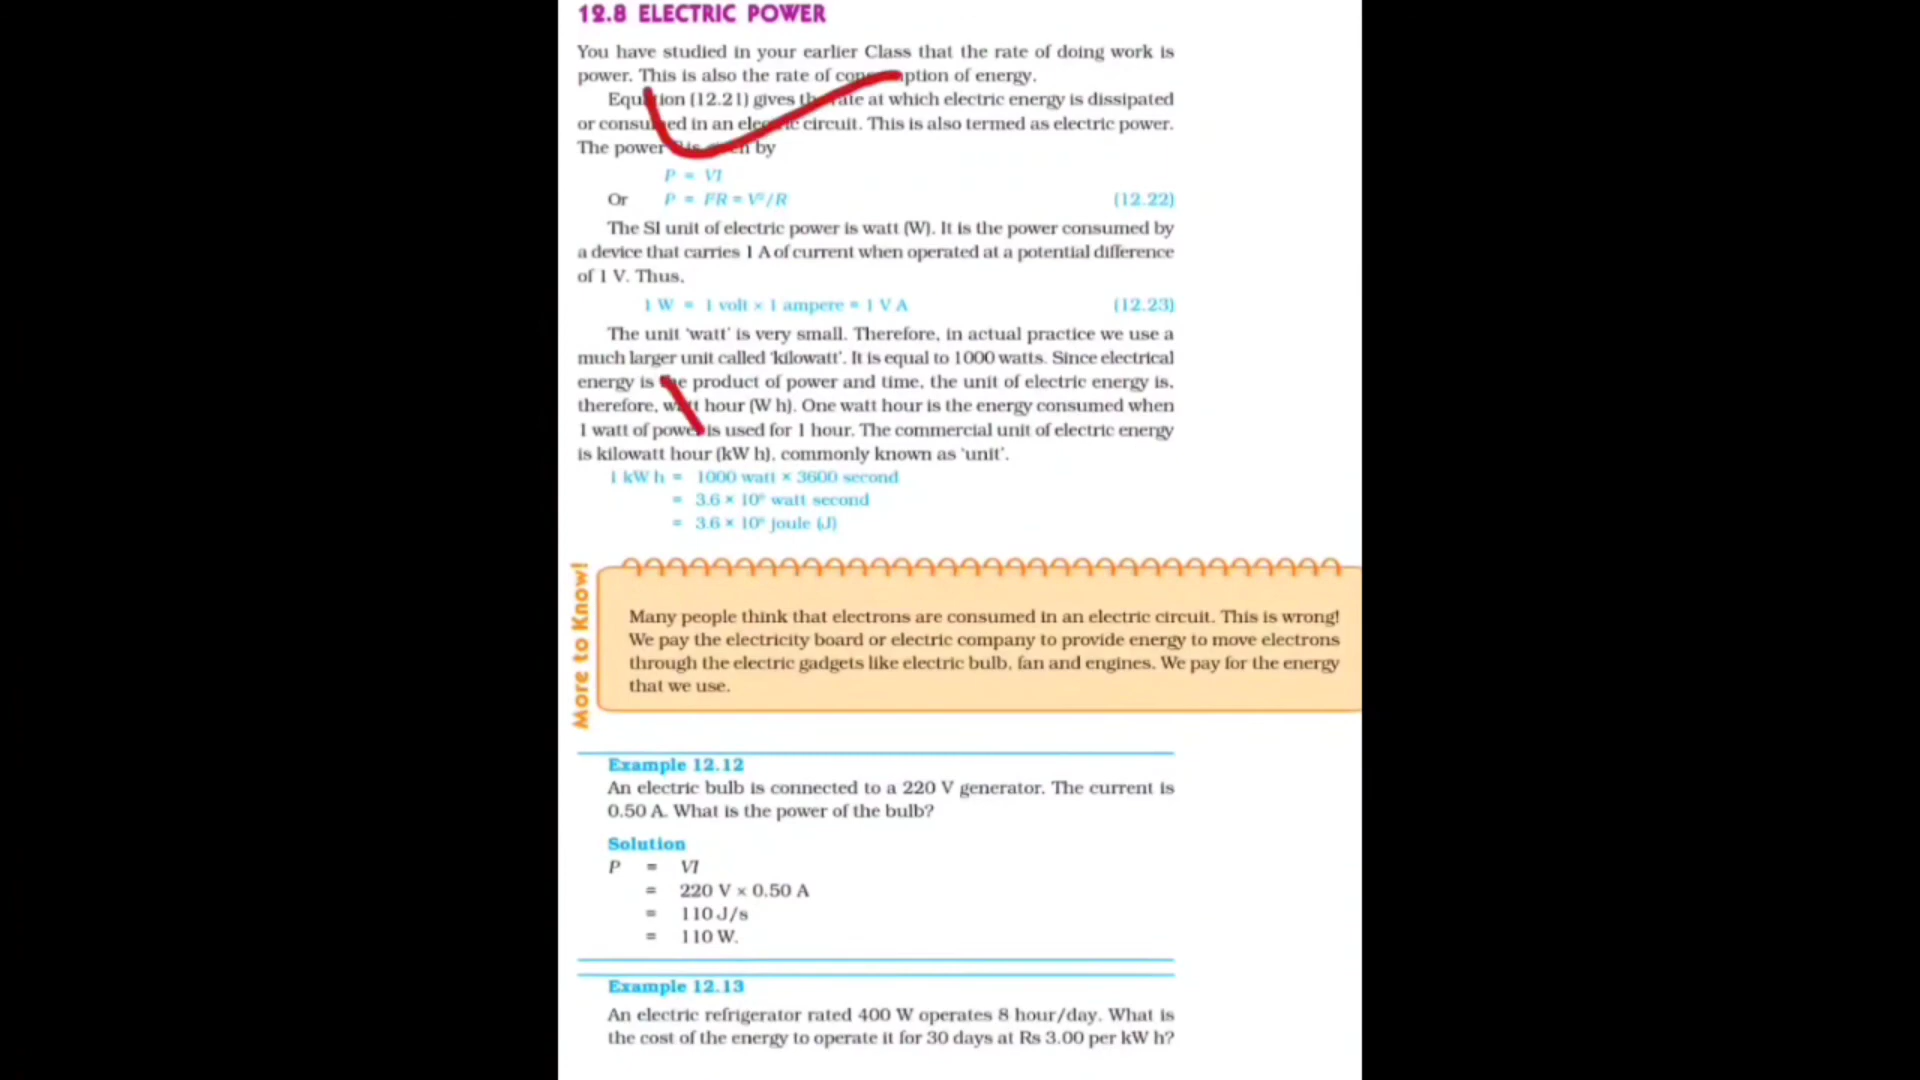 12.8 ELECTRIC POWER
You have studied in your earlier Class that the rate of doing work is
power. This is also the rate of consumption of energy.
Equation (12.21) gives the rate at which electric energy is dissipated
or consumed in an electric circuit. This is also termed as electric power.
The power P is given by
P = VI
Or P = I²R = V²/R (12.22)
The SI unit of electric power is watt (W). It is the power consumed by
a device that carries 1 A of current when operated at a potential difference
of 1 V. Thus,
1 W = 1 volt × 1 ampere = 1 V A (12.23)
The unit 'watt' is very small. Therefore, in actual practice we use a
much larger unit called 'kilowatt'. It is equal to 1000 watts. Since electrical
energy is the product of power and time, the unit of electric energy is,
therefore, watt hour (W h). One watt hour is the energy consumed when
1 watt of power is used for 1 hour. The commercial unit of electric energy
is kilowatt hour (kW h), commonly known as 'unit'.
1 kW h = 1000 watt × 3600 second
= 3.6 × 10⁶ watt second
= 3.6 × 10⁶ joule (J)
More to Know!
Many people think that electrons are consumed in an electric circuit. This is wrong!
We pay the electricity board or electric company to provide energy to move electrons
through the electric gadgets like electric bulb, fan and engines. We pay for the energy
that we use.
Example 12.12
An electric bulb is connected to a 220 V generator. The current is
0.50 A. What is the power of the bulb?
Solution
P = VI
= 220 V × 0.50 A
= 110 J/s
= 110 W.
Example 12.13
An electric refrigerator rated 400 W operates 8 hour/day. What is
the cost of the energy to operate it for 30 days at Rs 3.00 per kW h?